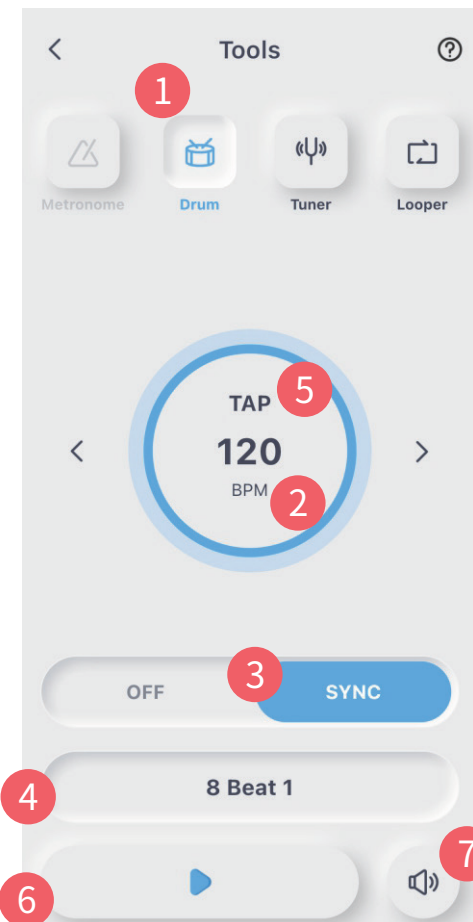 Tools
1
Metronome Drum Tuner Looper
TAP 5
120
BPM 2
OFF 3 SYNC
4 8 Beat 1
6 7